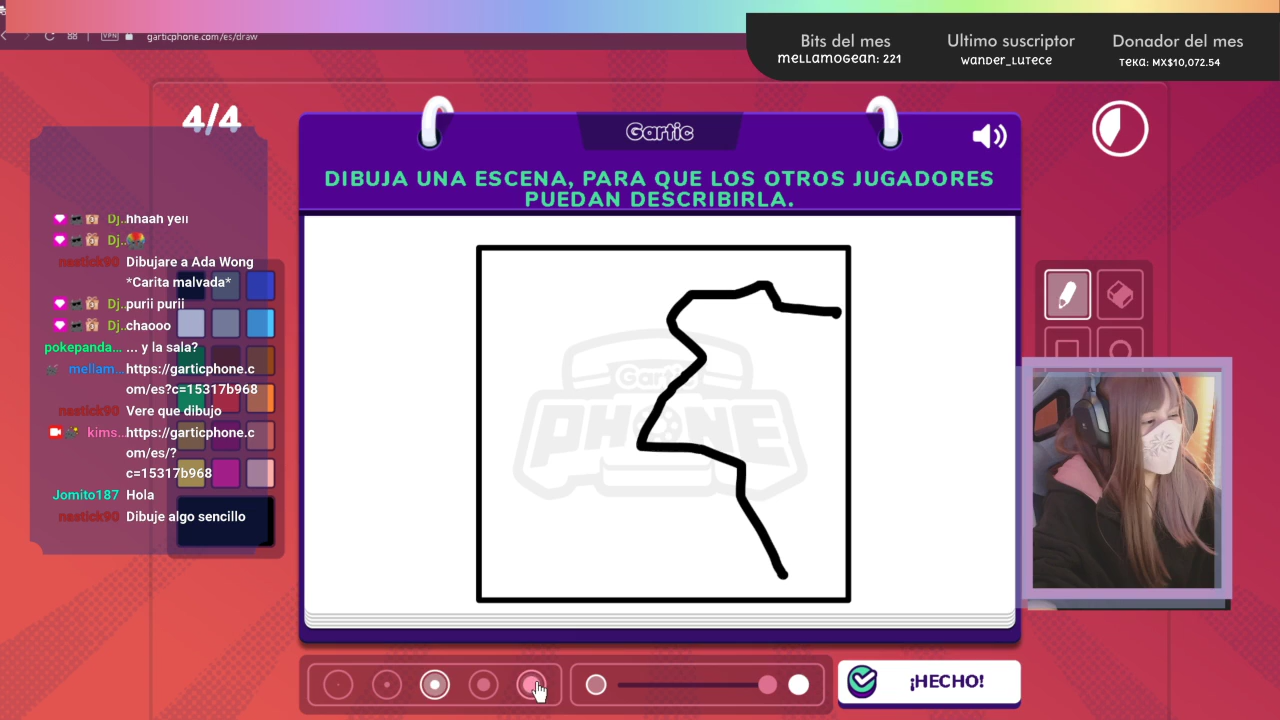 VPN garticphone.com/es/draw
Bits del mes
mellamogean: 221
Ultimo suscriptor
wander_lutece
Donador del mes
Teka: MX$10,072.54
4/4
Gartic
DIBUJA UNA ESCENA, PARA QUE LOS OTROS JUGADORES
PUEDAN DESCRIBIRLA.
Dj.. hhaah yeii
Dj..
nastick90 Dibujare a Ada Wong
*Carita malvada*
Dj.. purii purii
Dj.. chaooo
pokepanda... ... y la sala?
mellam... https://garticphone.c
om/es?c=15317b968
nastick90 Vere que dibujo
kims... https://garticphone.c
om/es/?
c=15317b968
Jomito187 Hola
nastick90 Dibuje algo sencillo
Gartic
PHONE
¡HECHO!